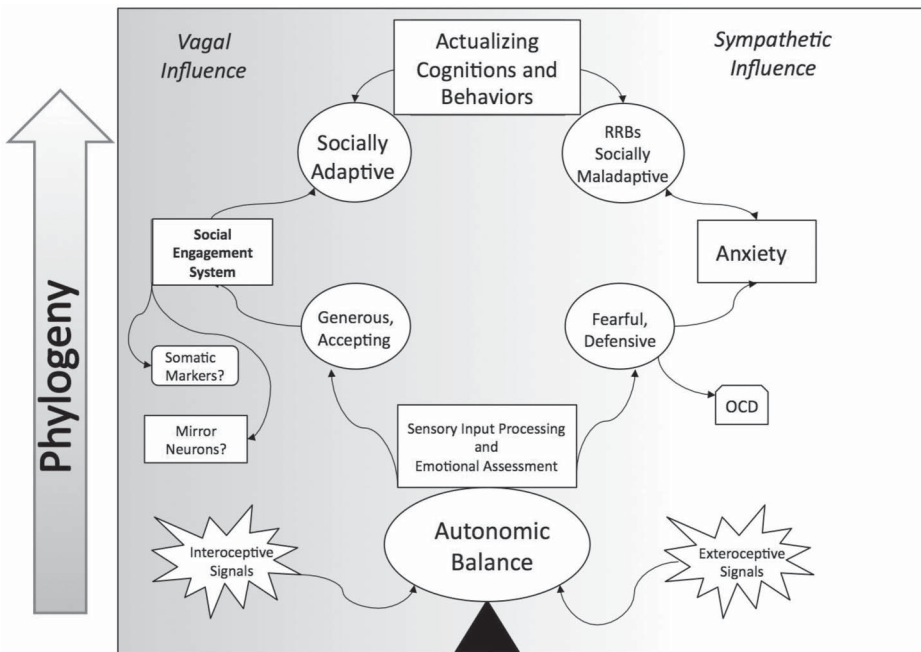 Vagal
Influence
Actualizing
Cognitions and
Behaviors
Sympathetic
Influence
Socially
Adaptive
RRBs
Socially
Maladaptive
Social
Engagement
System
Anxiety
Generous,
Accepting
Fearful,
Defensive
Somatic
Markers?
OCD
Mirror
Neurons?
Sensory Input Processing
and
Emotional Assessment
Phylogeny
Autonomic
Balance
Interoceptive
Signals
Exteroceptive
Signals